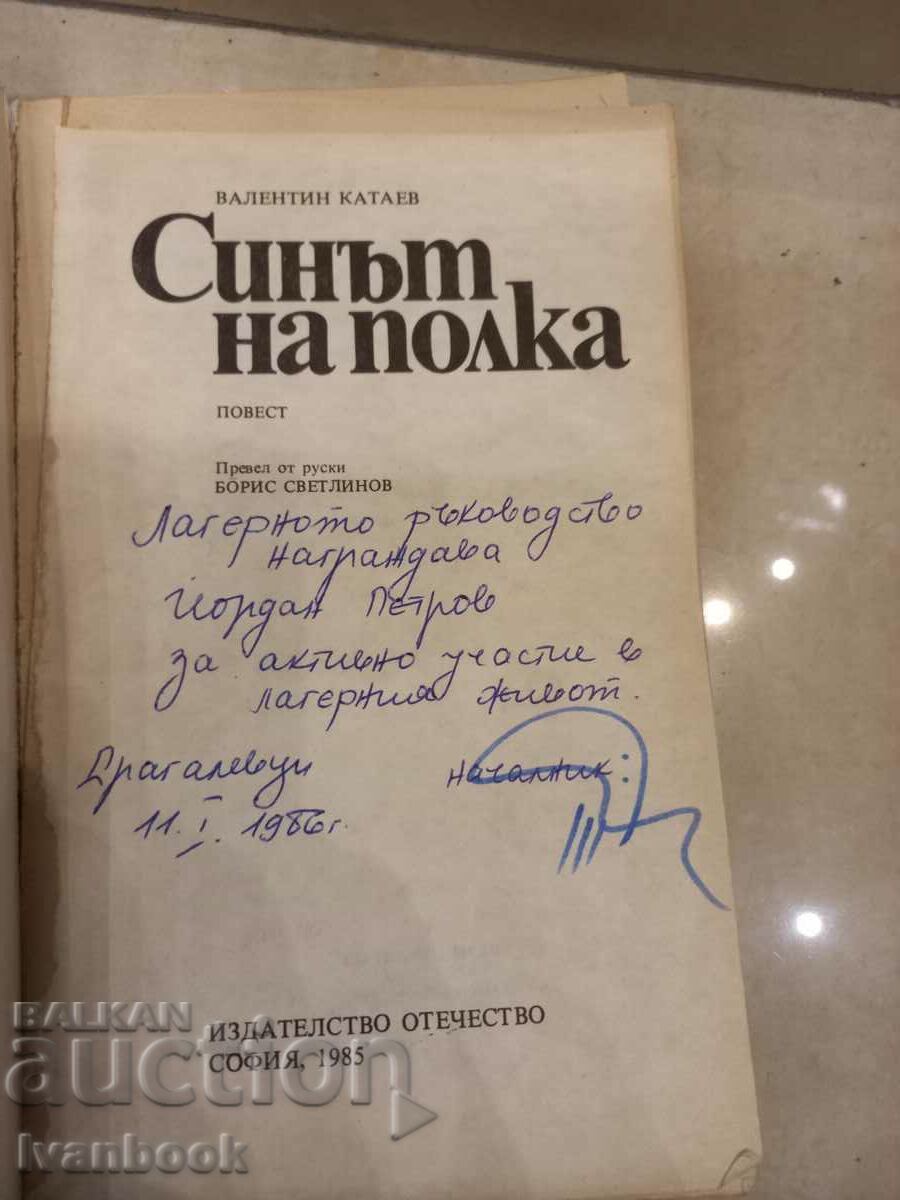 ВАЛЕНТИН КАТАЕВ
Синът
на полка
ПОВЕСТ
Превел от руски
БОРИС СВЕТЛИНОВ
Лагерното ръководство
награждава
Йордан Петров
за активно участие в
лагерния живот.
Драгалевци
началник:
11. I. 1986г.
ИЗДАТЕЛСТВО ОТЕЧЕСТВО
СОФИЯ, 1985
BALKAN
auction
Ivanbook